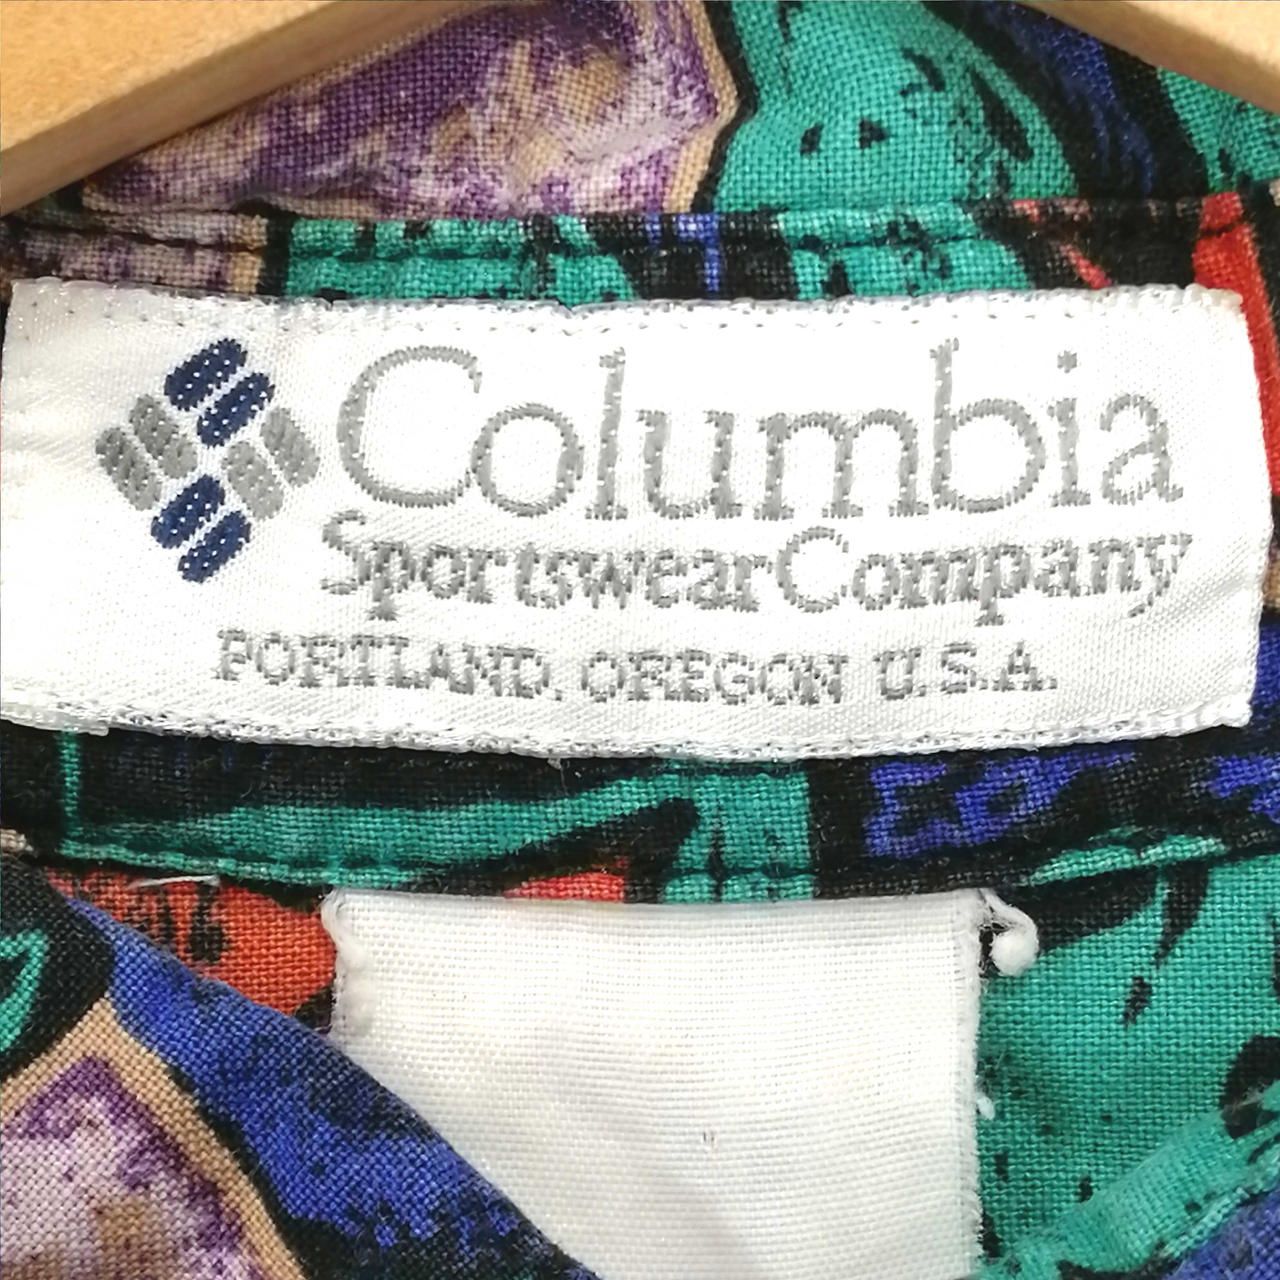 Columbia
Sportswear Company
PORTLAND, OREGON U.S.A.